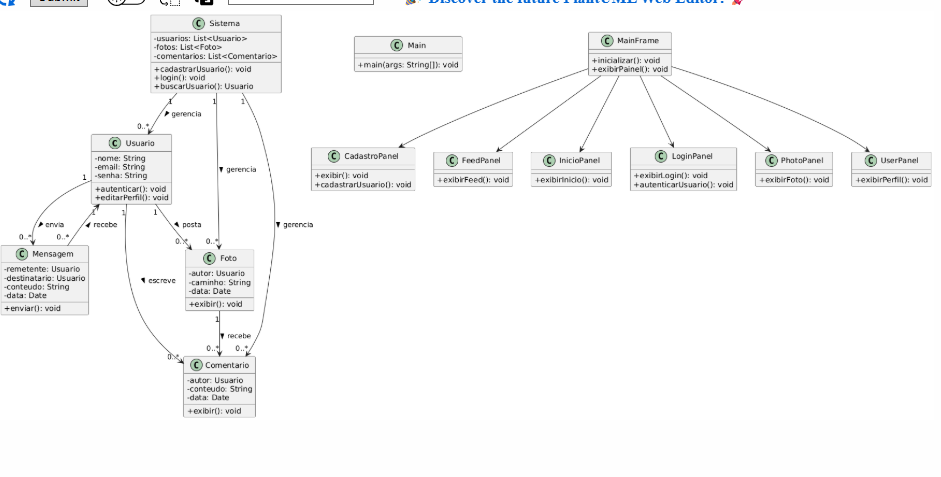 Submit
Discover the future PlantUML Web Editor!
C Sistema
-usuarios: List<Usuario>
-fotos: List<Foto>
-comentarios: List<Comentario>
+cadastrarUsuario(): void
+login(): void
+buscarUsuario(): Usuario
C Main
+main(args: String[]): void
C MainFrame
+inicializar(): void
+exibirPainel(): void
1
1
1
gerencia
0..*
C Usuario
-nome: String
-email: String
-senha: String
+autenticar(): void
+editarPerfil(): void
gerencia
C CadastroPanel
+exibir(): void
+cadastrarUsuario(): void
C FeedPanel
+exibirFeed(): void
C InicioPanel
+exibirInicio(): void
C LoginPanel
+exibirLogin(): void
+autenticarUsuario(): void
C PhotoPanel
+exibirFoto(): void
C UserPanel
+exibirPerfil(): void
1
1
1
1
envia
recebe
posta
gerencia
0..*
0..*
0..*
0..*
C Mensagem
-remetente: Usuario
-destinatario: Usuario
-conteudo: String
-data: Date
+enviar(): void
C Foto
-autor: Usuario
-caminho: String
-data: Date
+exibir(): void
escreve
1
recebe
0..*
0..*
0..*
C Comentario
-autor: Usuario
-conteudo: String
-data: Date
+exibir(): void